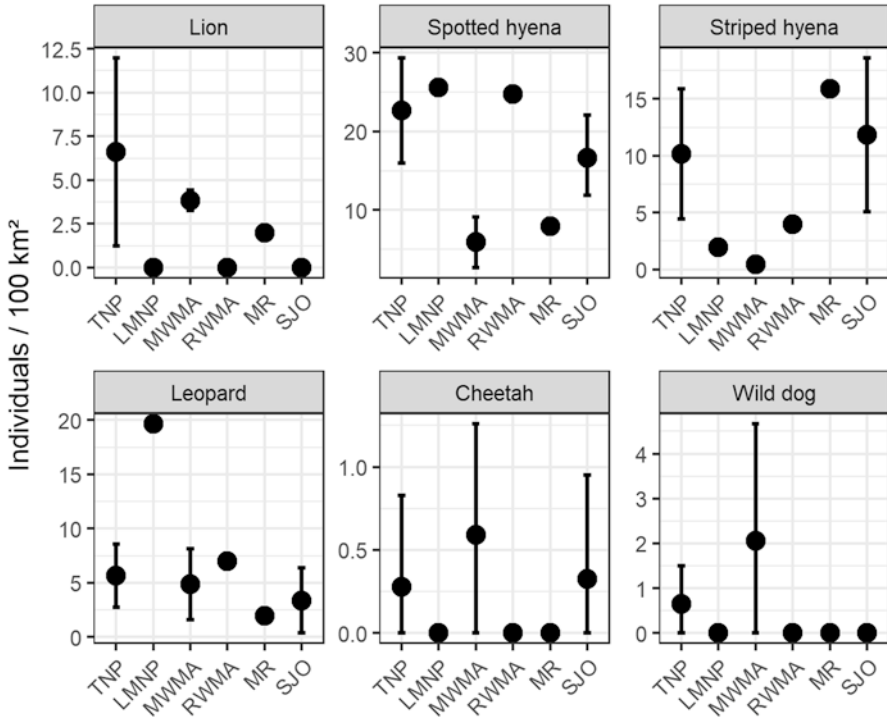 Individuals / 100 km²
Lion
12.5
10.0
7.5
5.0
2.5
0.0
TNP
LMNP
MWMA
RWMA
MR
SJO
Spotted hyena
30
20
10
TNP
LMNP
MWMA
RWMA
MR
SJO
Striped hyena
15
10
5
0
TNP
LMNP
MWMA
RWMA
MR
SJO
Leopard
20
15
10
5
0
TNP
LMNP
MWMA
RWMA
MR
SJO
Cheetah
1.0
0.5
0.0
TNP
LMNP
MWMA
RWMA
MR
SJO
Wild dog
4
3
2
1
0
TNP
LMNP
MWMA
RWMA
MR
SJO